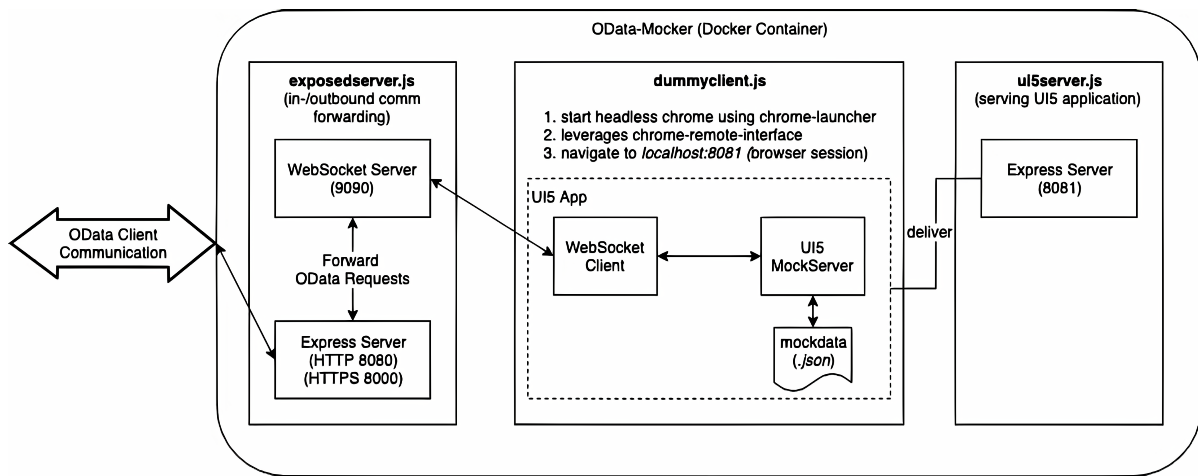 OData-Mocker (Docker Container)
exposedserver.js
(in-/outbound comm
forwarding)
WebSocket Server
(9090)
Forward
OData Requests
Express Server
(HTTP 8080)
(HTTPS 8000)
OData Client
Communication
dummyclient.js
1. start headless chrome using chrome-launcher
2. leverages chrome-remote-interface
3. navigate to localhost:8081 (browser session)
UI5 App
WebSocket
Client
UI5
MockServer
mockdata
(.json)
deliver
ui5server.js
(serving UI5 application)
Express Server
(8081)